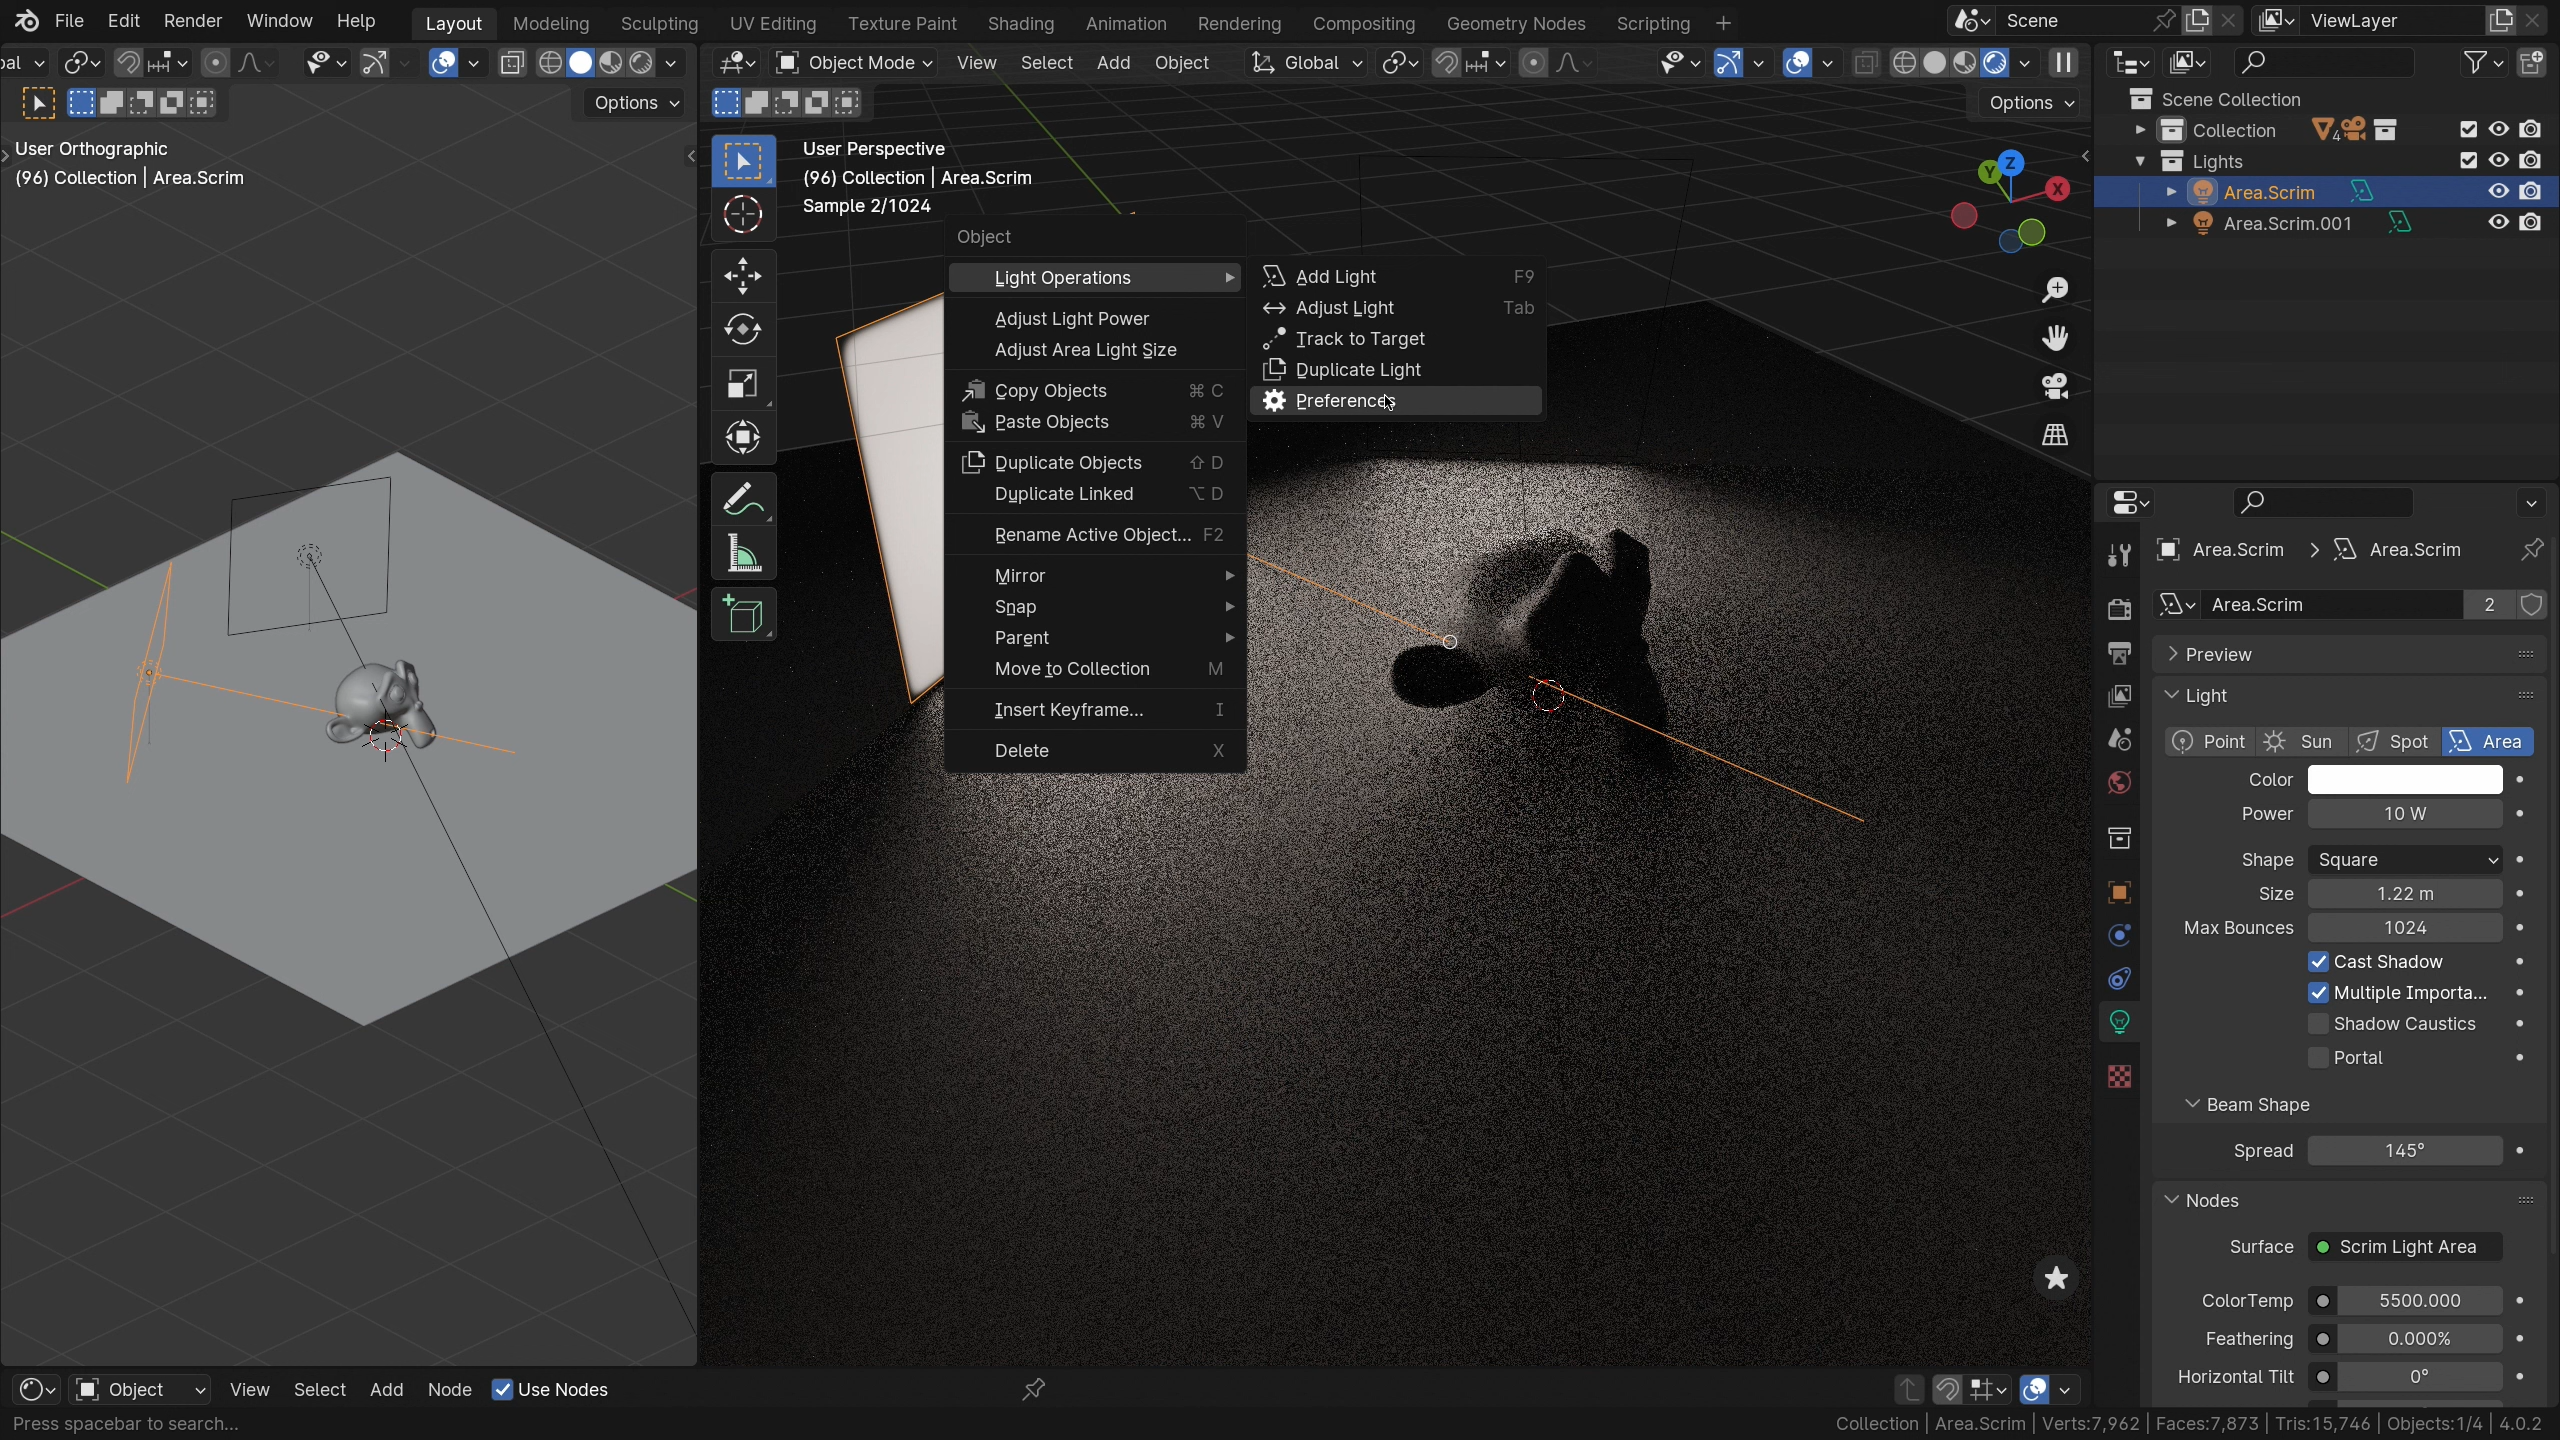 File Edit Render Window Help Layout Modeling Sculpting UV Editing Texture Paint Shading Animation Rendering Compositing Geometry Nodes Scripting + Scene ViewLayer
Object Mode View Select Add Object Global
Options
Options
User Orthographic
(96) Collection | Area.Scrim
User Perspective
(96) Collection | Area.Scrim
Sample 2/1024
Z
Y
X
Object
Light Operations
Adjust Light Power
Adjust Area Light Size
Copy Objects ⌘ C
Paste Objects ⌘ V
Duplicate Objects ⇧ D
Duplicate Linked ⌥ D
Rename Active Object... F2
Mirror
Snap
Parent
Move to Collection M
Insert Keyframe... I
Delete X
Add Light F9
Adjust Light Tab
Track to Target
Duplicate Light
Preferences
Scene Collection
Collection 4
Lights
Area.Scrim
Area.Scrim.001
Area.Scrim > Area.Scrim
Area.Scrim 2
Preview
Light
Point Sun Spot Area
Color
Power 10 W
Shape Square
Size 1.22 m
Max Bounces 1024
Cast Shadow
Multiple Importa...
Shadow Caustics
Portal
Beam Shape
Spread 145°
Nodes
Surface Scrim Light Area
ColorTemp 5500.000
Feathering 0.000%
Horizontal Tilt 0°
Object View Select Add Node Use Nodes
Press spacebar to search...
Collection | Area.Scrim | Verts:7,962 | Faces:7,873 | Tris:15,746 | Objects:1/4 | 4.0.2